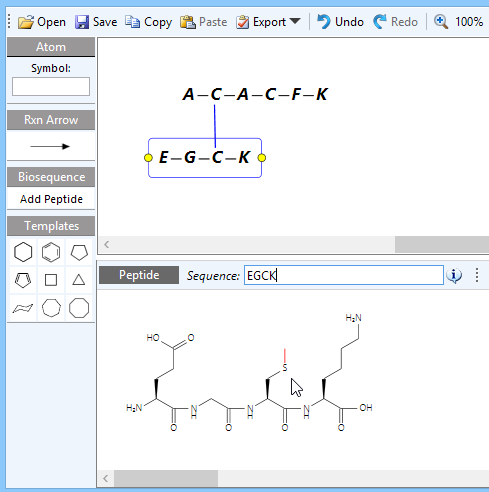 Open Save Copy Paste Export Undo Redo 100%
Atom
Symbol:
Rxn Arrow
Biosequence
Add Peptide
Templates
A–C–A–C–F–K
E–G–C–K
Peptide Sequence: EGCK
H₂N
HO O
S
H₂N N H N H N H OH
O O O O